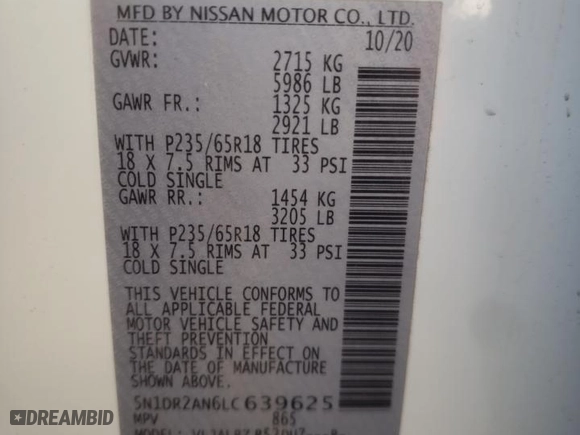 MFD BY NISSAN MOTOR CO., LTD.
DATE: 10/20
GVWR: 2715 KG
5986 LB
GAWR FR.: 1325 KG
2921 LB
WITH P235/65R18 TIRES
18 X 7.5 RIMS AT 33 PSI
COLD SINGLE
GAWR RR.: 1454 KG
3205 LB
WITH P235/65R18 TIRES
18 X 7.5 RIMS AT 33 PSI
COLD SINGLE
THIS VEHICLE CONFORMS TO
ALL APPLICABLE FEDERAL
MOTOR VEHICLE SAFETY AND
THEFT PREVENTION
STANDARDS IN EFFECT ON
THE DATE OF MANUFACTURE
SHOWN ABOVE.
5N1DR2AN6LC639625
MPV 865
DREAMBID